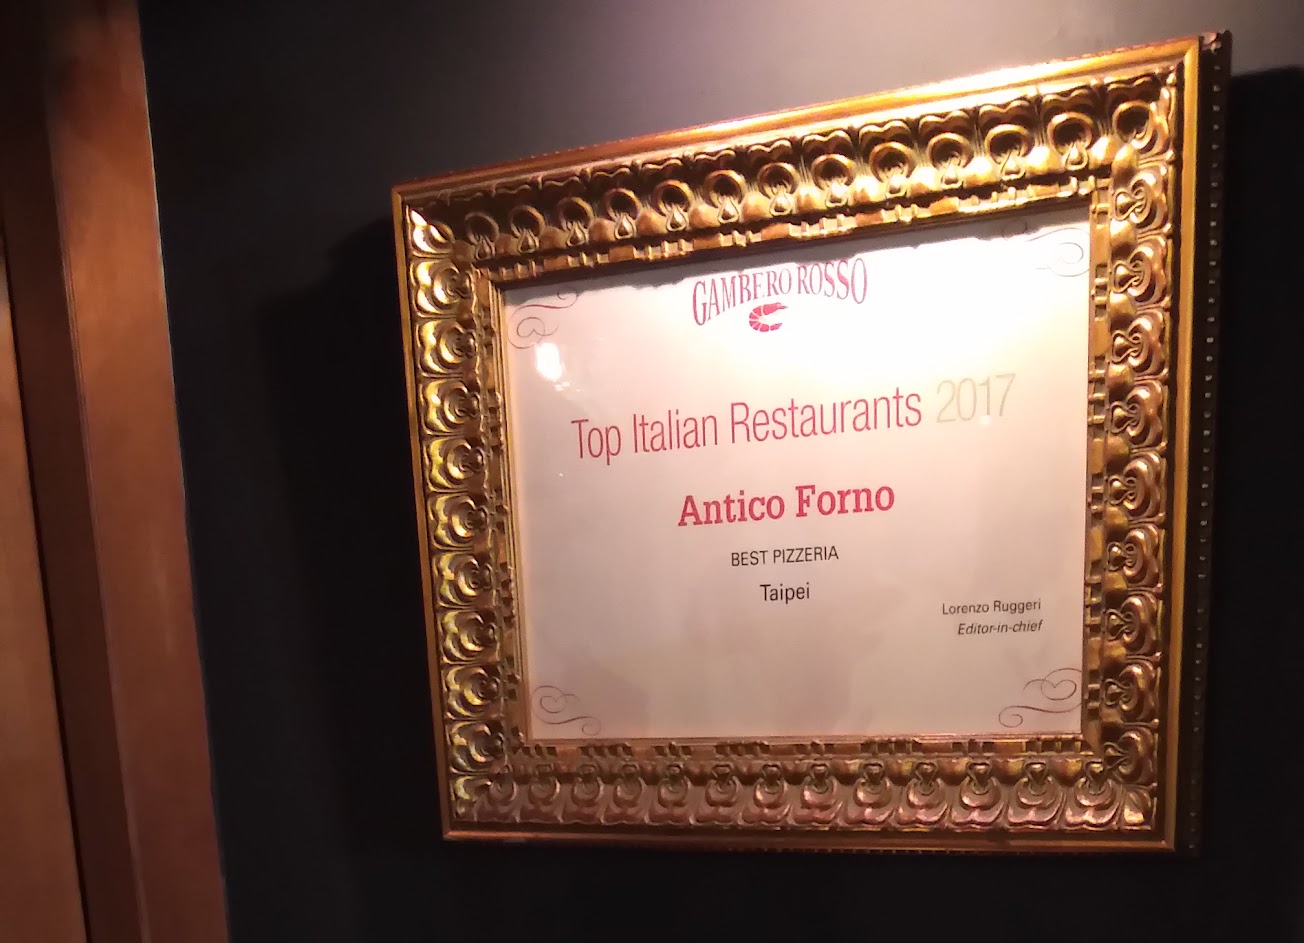 GAMBERO ROSSO
Top Italian Restaurants 2017
Antico Forno
BEST PIZZERIA
Taipei
Lorenzo Ruggeri
Editor-in-chief